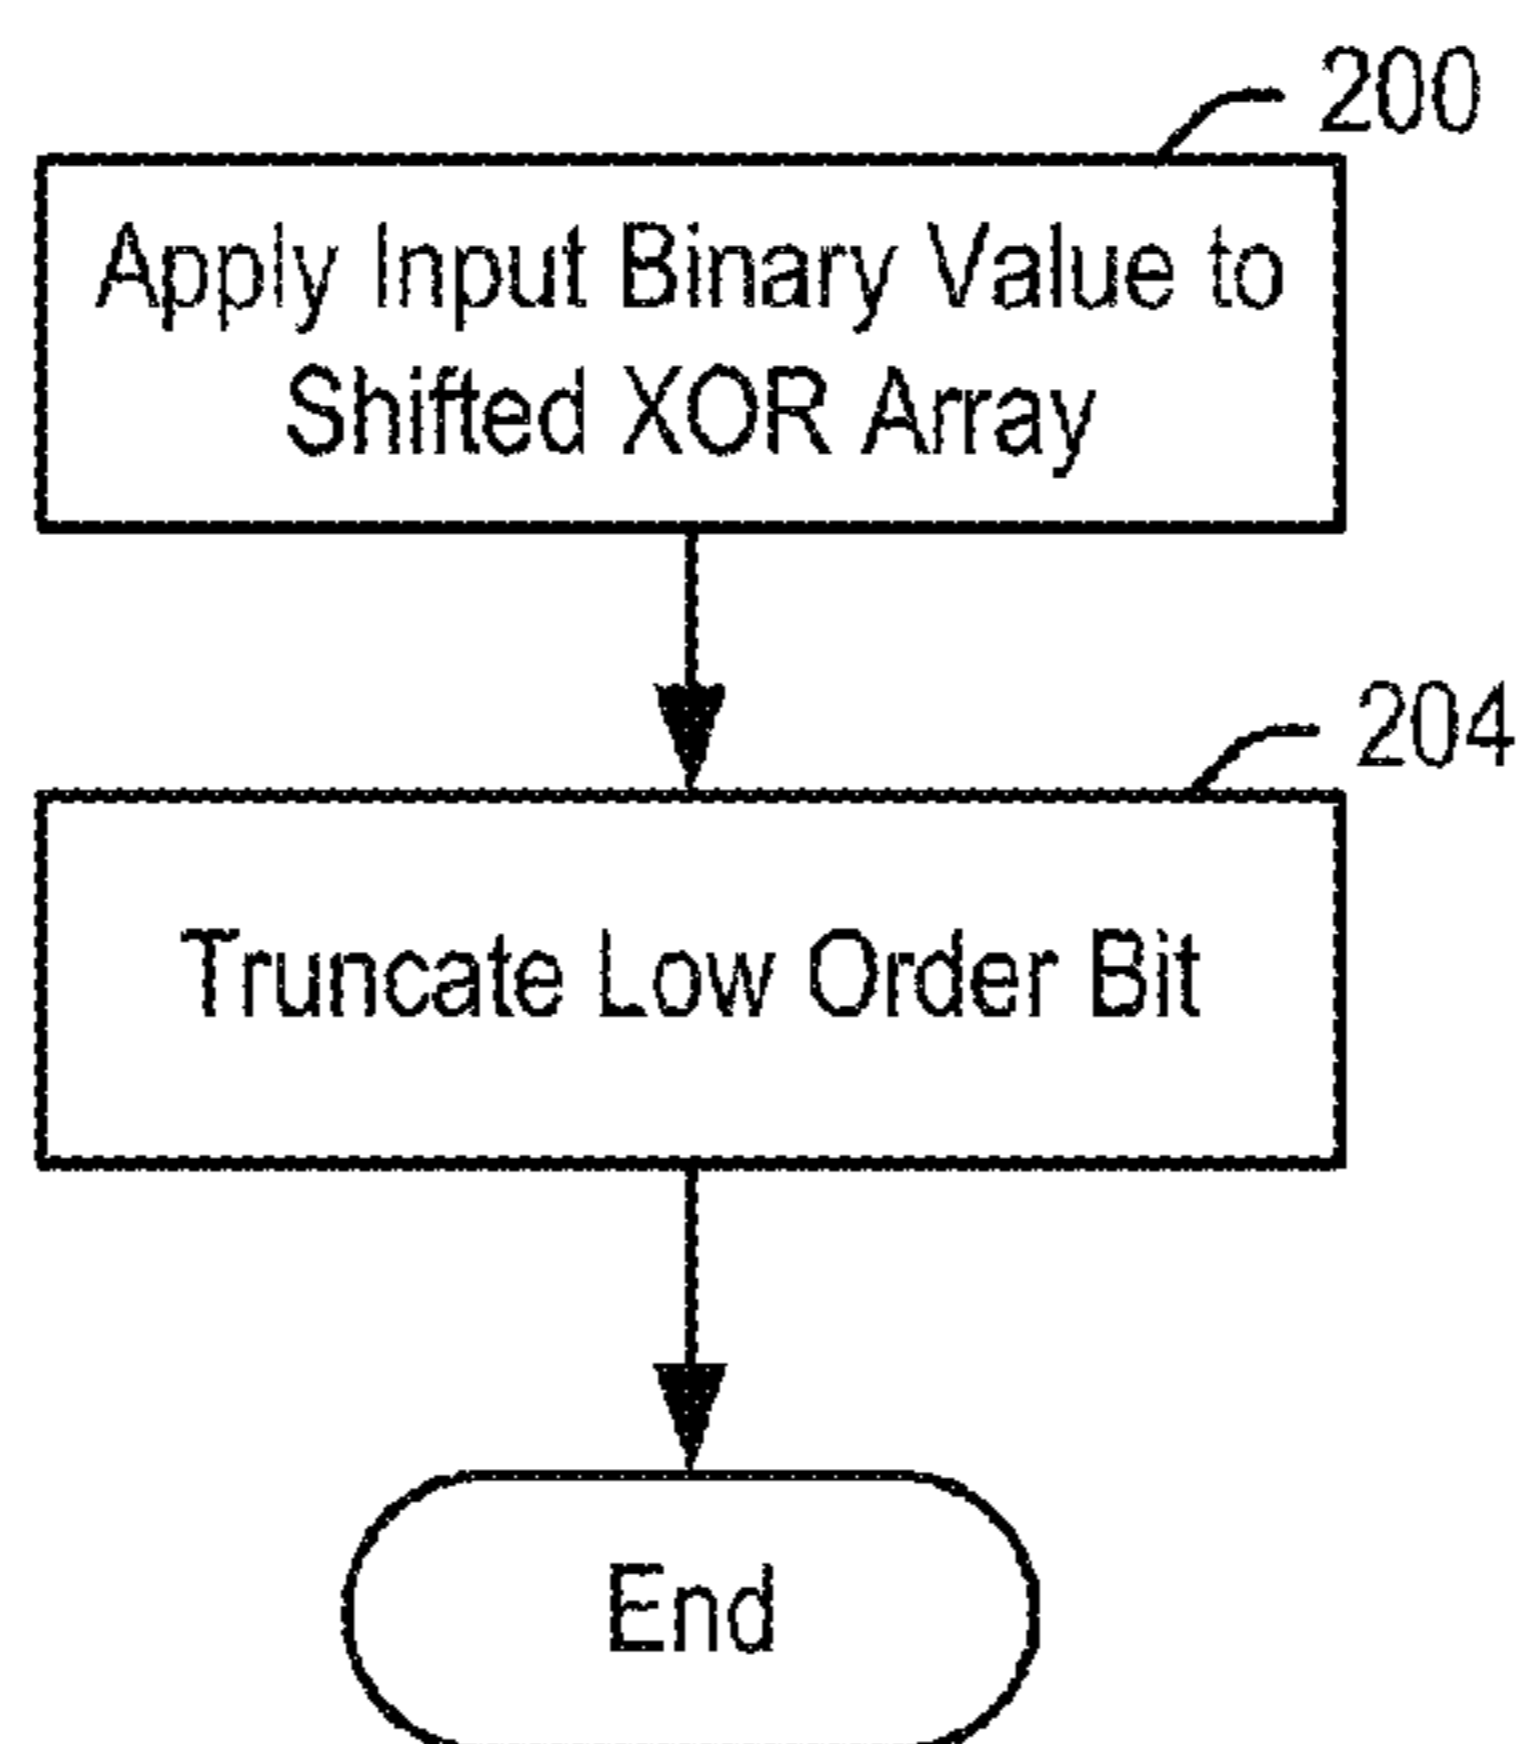 200
Apply Input Binary Value to
Shifted XOR Array
204
Truncate Low Order Bit
End